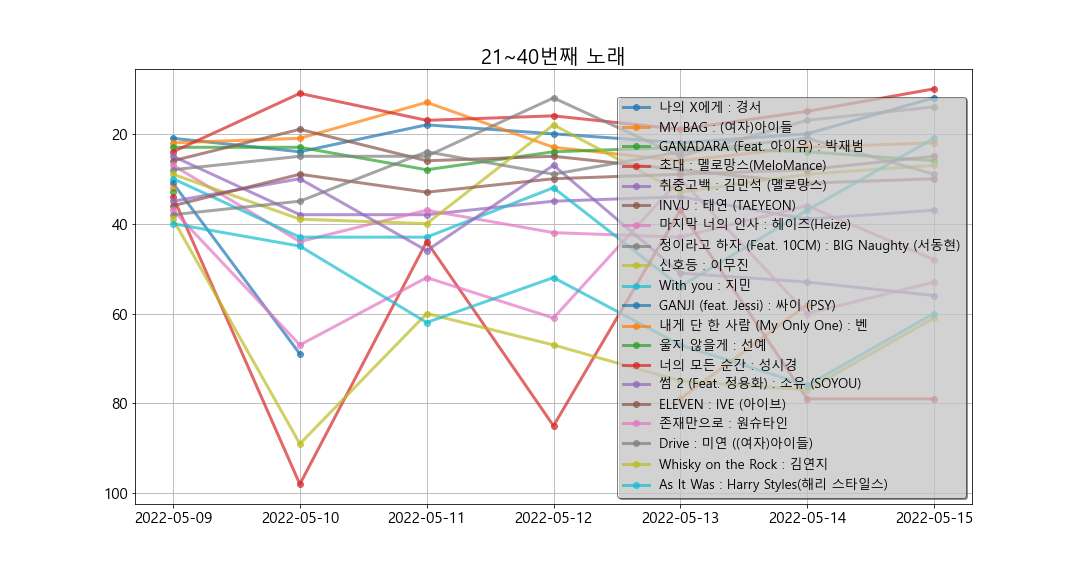 21~40번째 노래
20
40
60
80
100
나의 X에게 : 경서
MY BAG : (여자)아이들
GANADARA (Feat. 아이유) : 박재범
초대 : 멜로망스(MeloMance)
취중고백 : 김민석 (멜로망스)
INVU : 태연 (TAEYEON)
마지막 너의 인사 : 헤이즈(Heize)
정이라고 하자 (Feat. 10CM) : BIG Naughty (서동현)
신호등 : 이무진
With you : 지민
GANJI (feat. Jessi) : 싸이 (PSY)
내게 단 한 사람 (My Only One) : 벤
울지 않을게 : 선예
너의 모든 순간 : 성시경
썸 2 (Feat. 정용화) : 소유 (SOYOU)
ELEVEN : IVE (아이브)
존재만으로 : 원슈타인
Drive : 미연 ((여자)아이들)
Whisky on the Rock : 김연지
As It Was : Harry Styles(해리 스타일스)
2022-05-09 2022-05-10 2022-05-11 2022-05-12 2022-05-13 2022-05-14 2022-05-15